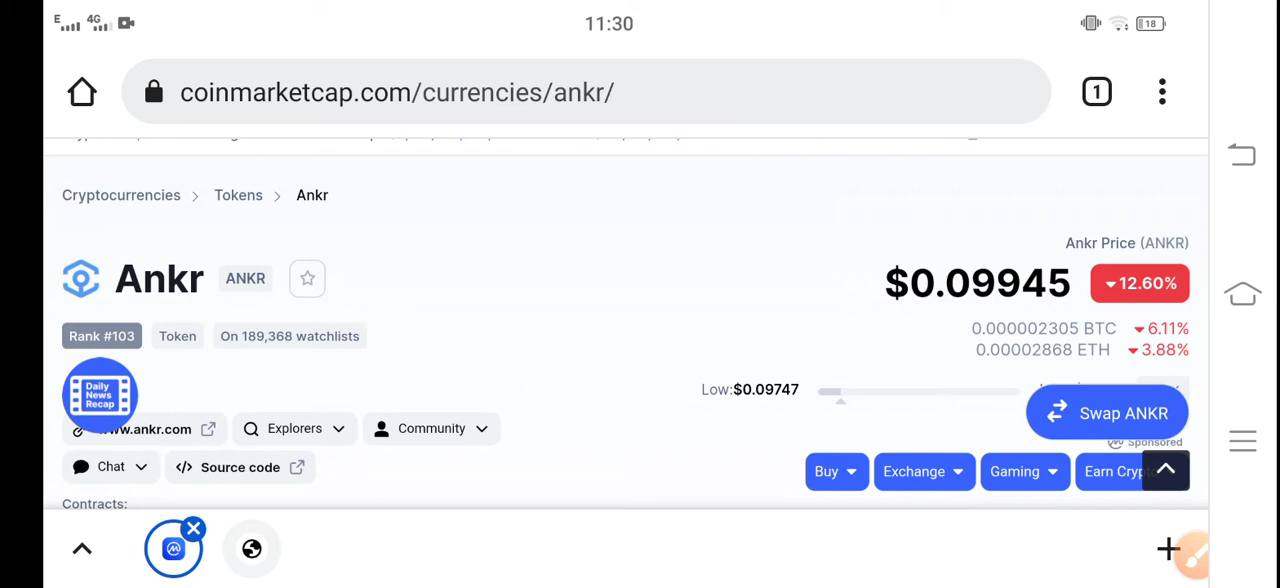 E 4G 11:30 18
coinmarketcap.com/currencies/ankr/ 1
Cryptocurrencies > Tokens > Ankr
Ankr Price (ANKR)
Ankr ANKR $0.09945 12.60%
0.000002305 BTC 6.11%
Rank #103 Token On 189,368 watchlists
0.00002868 ETH 3.88%
Daily
News
Recap
Low:$0.09747
Swap ANKR
www.ankr.com Explorers Community
Sponsored
Chat Source code
Buy Exchange Gaming Earn
Contracts: